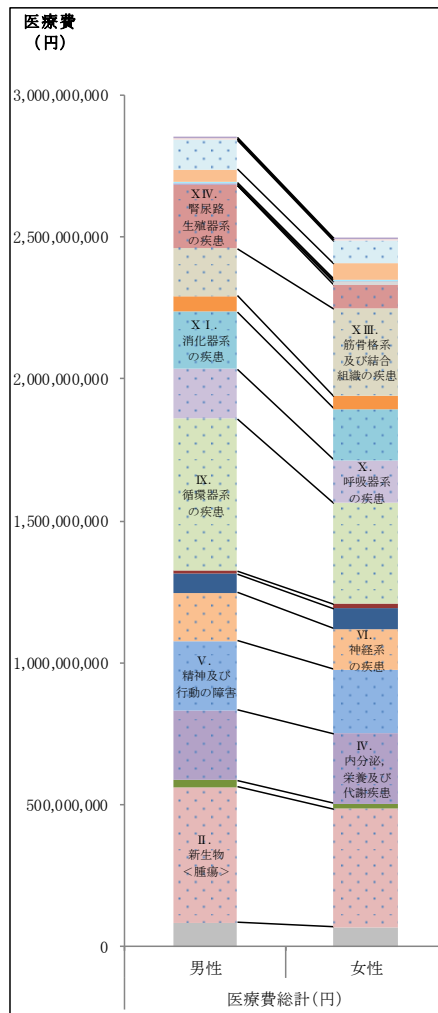 医療費
(円)
3,000,000,000
2,500,000,000
2,000,000,000
1,500,000,000
1,000,000,000
500,000,000
0
ⅩⅣ.
腎尿路
生殖器系
の疾患
ⅩⅠ.
消化器系
の疾患
Ⅸ.
循環器系
の疾患
Ⅴ.
精神及び
行動の障害
Ⅱ.
新生物
<腫瘍>
ⅩⅢ.
筋骨格系
及び結合
組織の疾患
Ⅹ.
呼吸器系
の疾患
Ⅵ.
神経系
の疾患
Ⅳ.
内分泌,
栄養及び
代謝疾患
男性
女性
医療費総計(円)